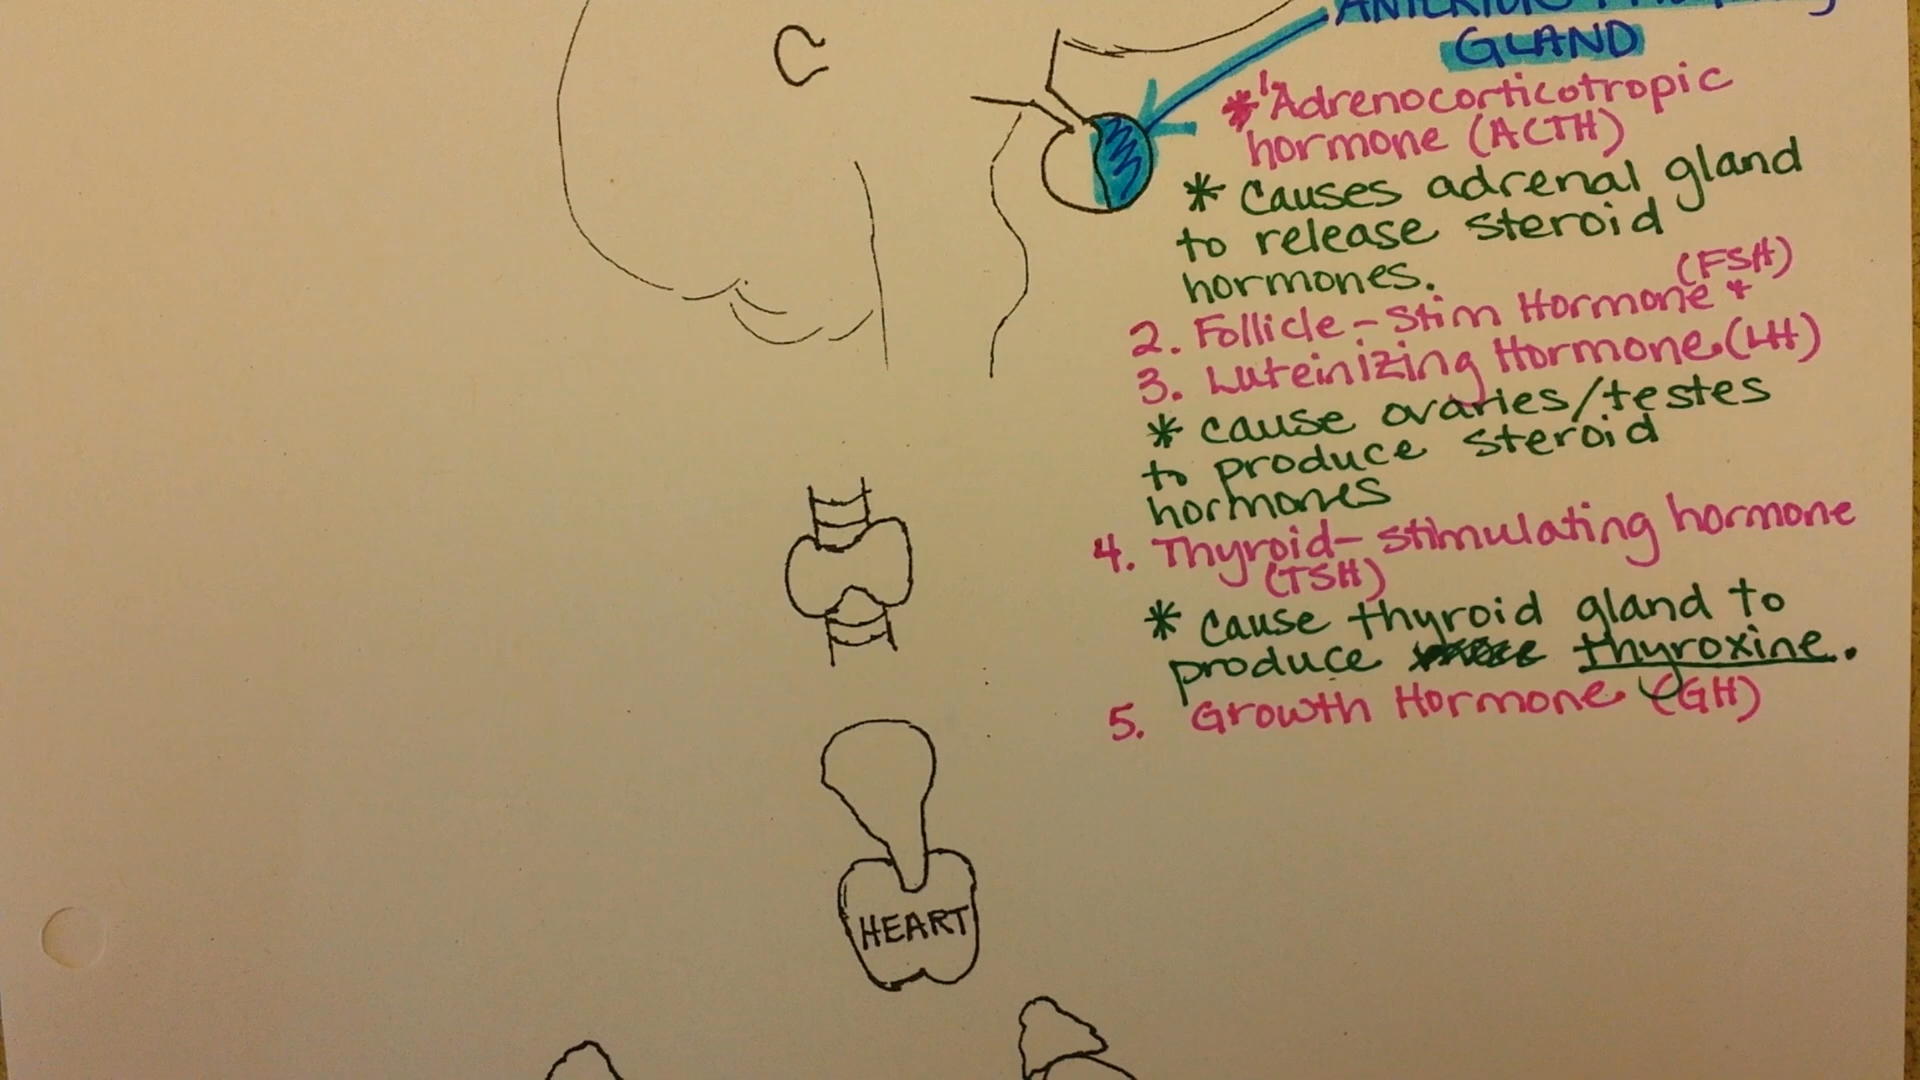 ANTERIOR PITUITARY
GLAND
*1 Adrenocorticotropic
hormone (ACTH)
* causes adrenal gland
to release steroid
hormones.
(FSH)
2. Follicle-Stim Hormone +
3. Luteinizing Hormone (LH)
* cause ovaries/testes
to produce steroid
hormones
4. Thyroid-stimulating hormone
(TSH)
* cause thyroid gland to
produce thyroxine.
5. Growth Hormone (GH)
HEART